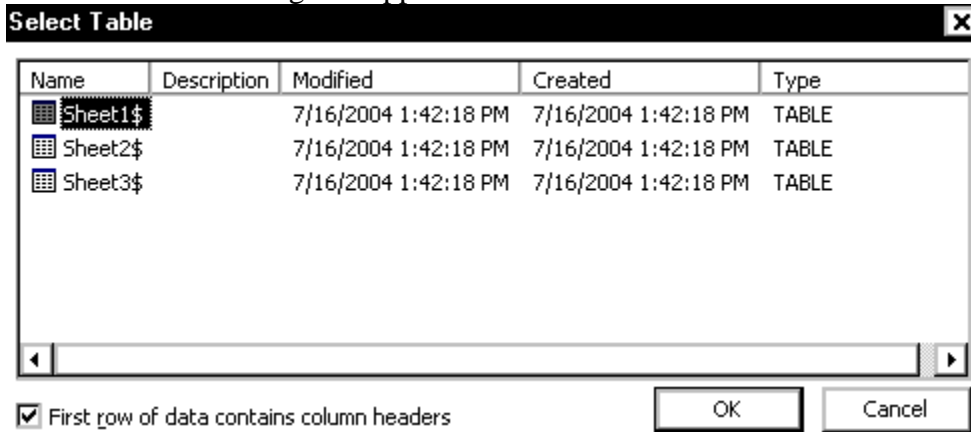 Select Table
Name Description Modified Created Type
Sheet1$ 7/16/2004 1:42:18 PM 7/16/2004 1:42:18 PM TABLE
Sheet2$ 7/16/2004 1:42:18 PM 7/16/2004 1:42:18 PM TABLE
Sheet3$ 7/16/2004 1:42:18 PM 7/16/2004 1:42:18 PM TABLE
First row of data contains column headers OK Cancel